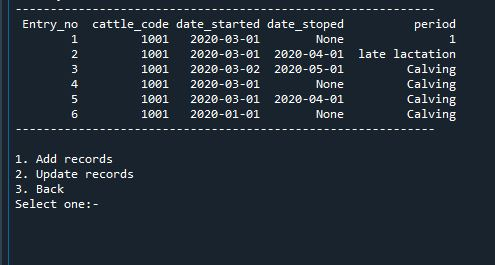 ------------------------------------------------------------
Entry_no cattle_code date_started date_stoped period
1 1001 2020-03-01 None 1
2 1001 2020-03-01 2020-04-01 late lactation
3 1001 2020-03-02 2020-05-01 Calving
4 1001 2020-03-01 None Calving
5 1001 2020-03-01 2020-04-01 Calving
6 1001 2020-01-01 None Calving
------------------------------------------------------------
1. Add records
2. Update records
3. Back
Select one:-